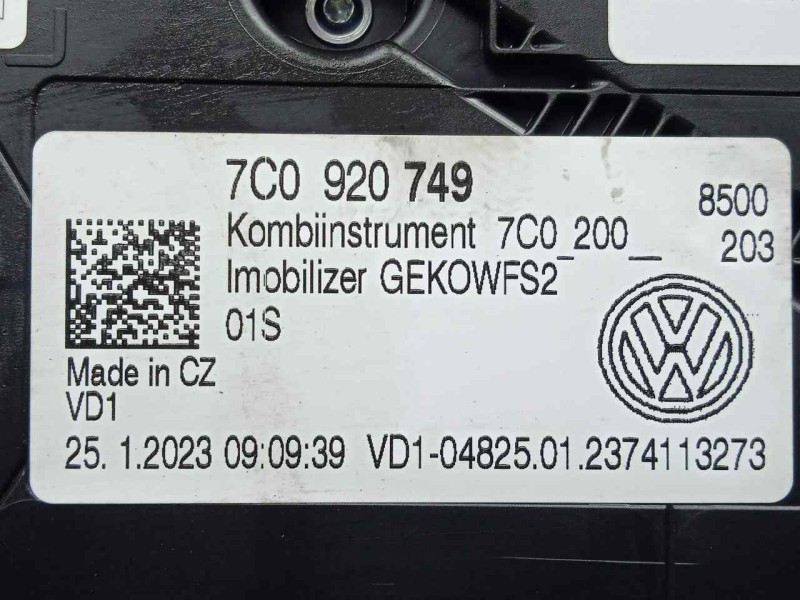 7C0 920 749
Kombiinstrument 7C0_200__ 8500
203
Imobilizer GEKOWFS2
01S
Made in CZ
VD1
25. 1.2023 09:09:39 VD1-04825.01.2374113273